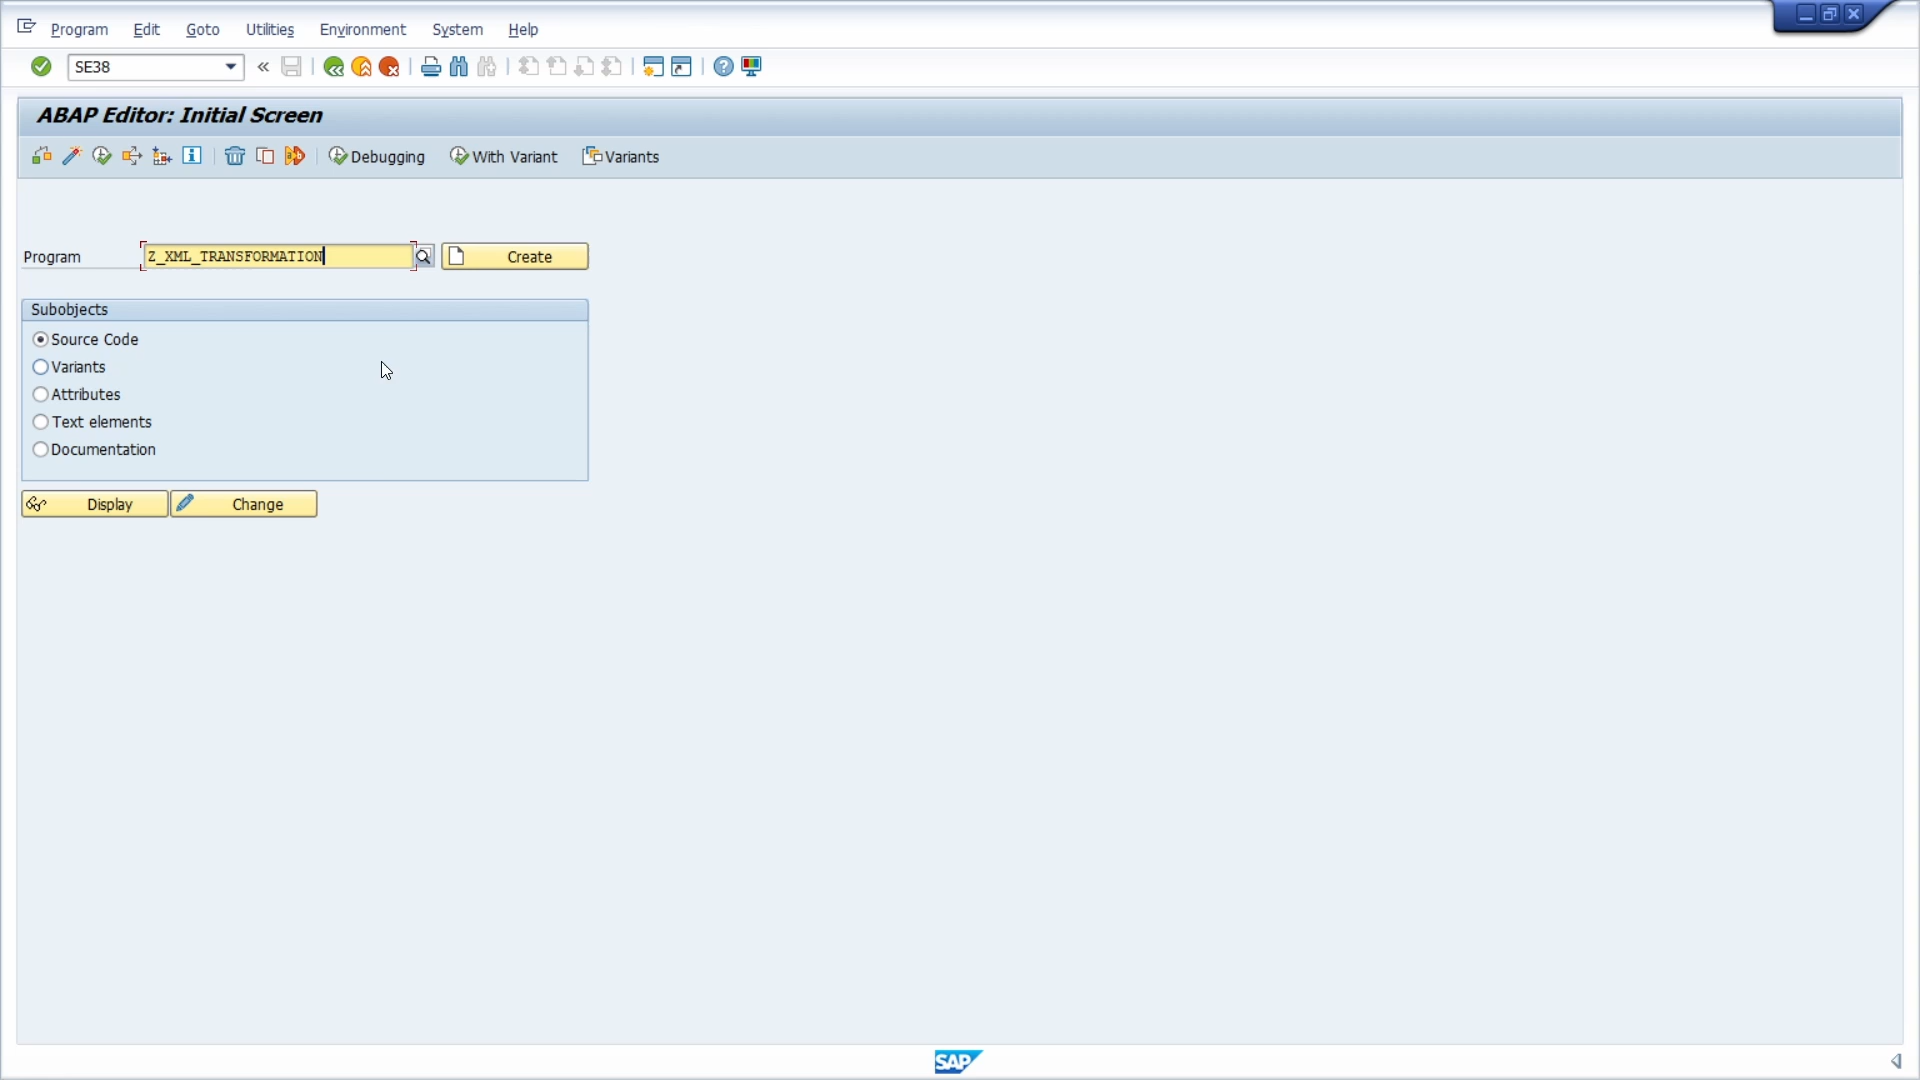 Program Edit Goto Utilities Environment System Help
SE38 «
ABAP Editor: Initial Screen
Debugging With Variant Variants
Program Z_XML_TRANSFORMATION Create
Subobjects
Source Code
Variants
Attributes
Text elements
Documentation
Display Change
SAP